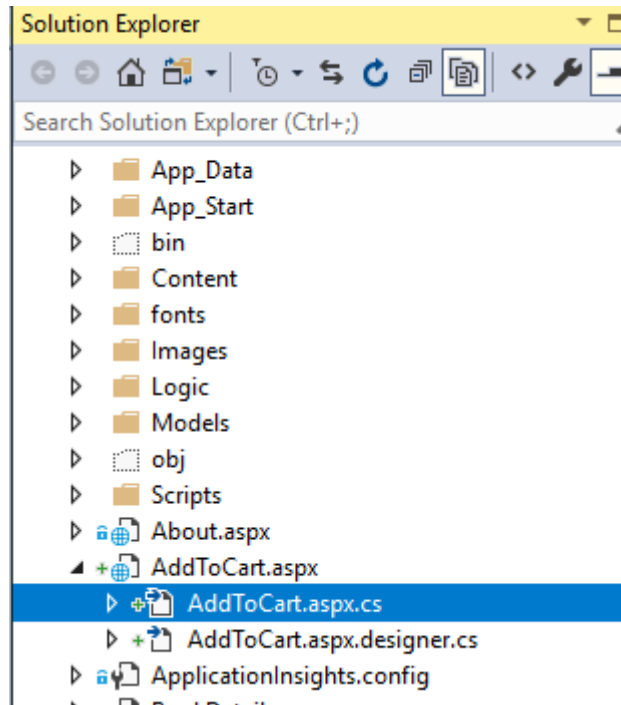 Solution Explorer
Search Solution Explorer (Ctrl+;)
App_Data
App_Start
bin
Content
fonts
Images
Logic
Models
obj
Scripts
About.aspx
AddToCart.aspx
AddToCart.aspx.cs
AddToCart.aspx.designer.cs
ApplicationInsights.config